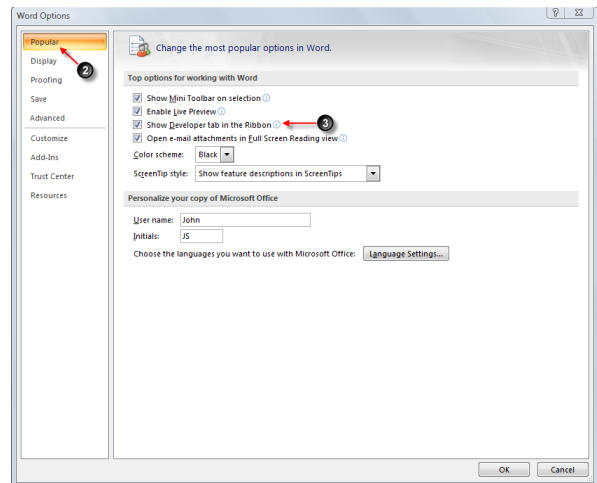 Word Options
Popular
2
Display
Proofing
Save
Advanced
Customize
Add-Ins
Trust Center
Resources
Change the most popular options in Word.
Top options for working with Word
Show Mini Toolbar on selection
Enable Live Preview
Show Developer tab in the Ribbon 3
Open e-mail attachments in Full Screen Reading view
Color scheme: Black
ScreenTip style: Show feature descriptions in ScreenTips
Personalize your copy of Microsoft Office
User name: John
Initials: JS
Choose the languages you want to use with Microsoft Office: Language Settings...
OK Cancel